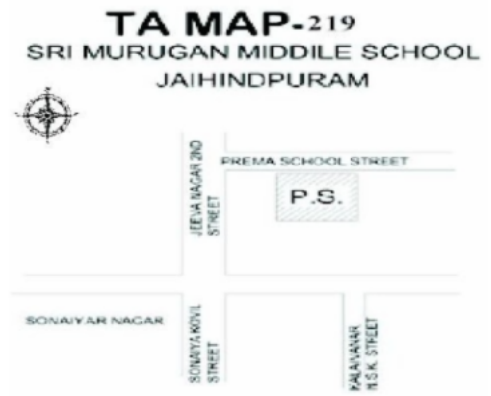 TA MAP-219
SRI MURUGAN MIDDILE SCHOOL
JAIHINDPURAM
JEEVA NAGAR 2ND
STREET
PREMA SCHOOL STREET
P.S.
SONAIYAR NAGAR
SONAIYA KOVIL
STREET
KALAIVANAR
N.S.K. STREET